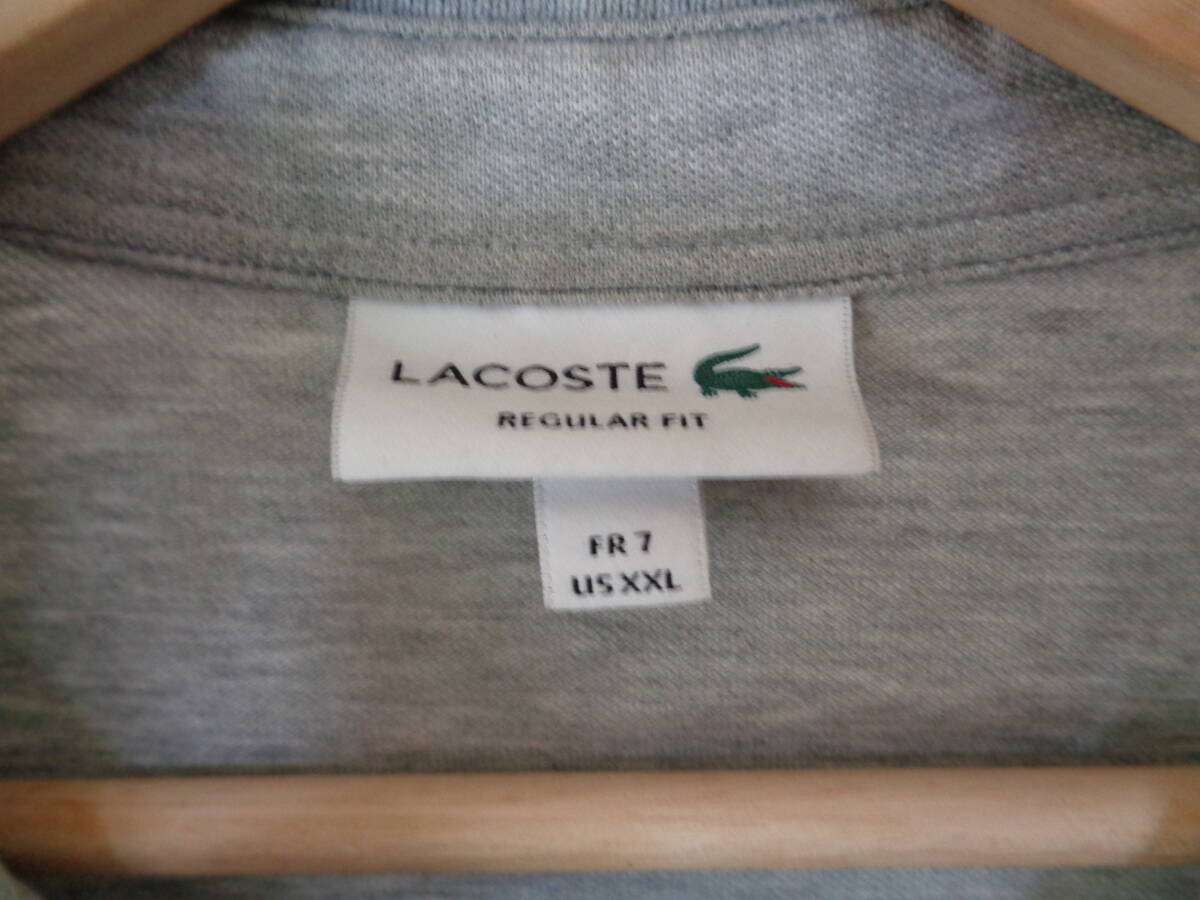 LACOSTE
REGULAR FIT
FR 7
US XXL